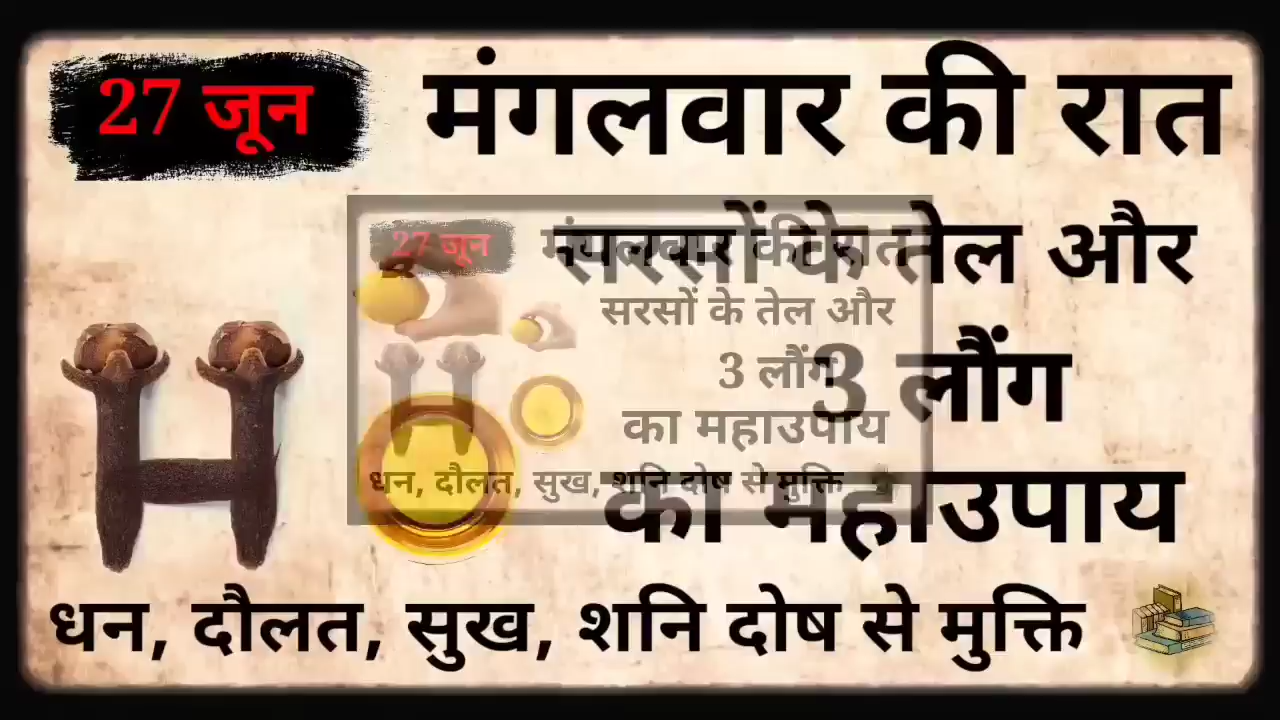 27 जून
मंगलवार की रात
सरसों के तेल और
3 लौंग
का महाउपाय
धन, दौलत, सुख, शनि दोष से मुक्ति
27 जून
मंगलवार की रात
सरसों के तेल और
3 लौंग
का महाउपाय
धन, दौलत, सुख, शनि दोष से मुक्ति